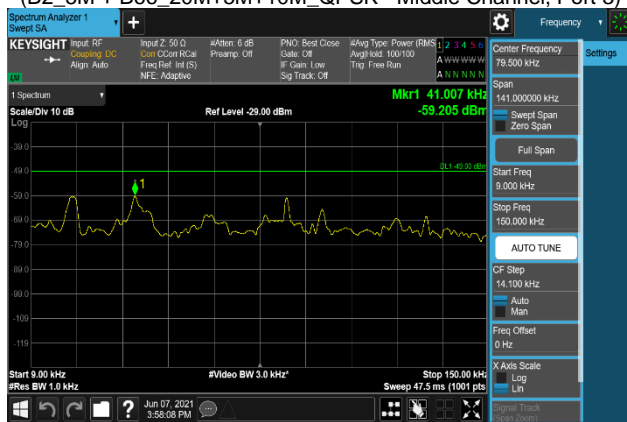 Spectrum Analyzer 1
Swept SA
Frequency
KEYSIGHT
Input: RF
Coupling: DC
Align: Auto
Input Z: 50 Ω
Corr CCorr RCal
Freq Ref: Int (S)
NFE: Adaptive
#Atten: 6 dB
Preamp: Off
PNO: Best Close
Gate: Off
IF Gain: Low
Sig Track: Off
#Avg Type: Power (RMS
Avg|Hold: 100/100
Trig: Free Run
1 2 3 4 5 6
A W W W W W
A N N N N N
LXI
1 Spectrum
Scale/Div 10 dB
Log
Ref Level -29.00 dBm
Mkr1 41.007 kHz
-59.205 dBm
-39.0
-49.0
-59.0
-69.0
-79.0
-89.0
-99.0
-109
-119
DL1 -49.00 dBm
1
Start 9.00 kHz
#Res BW 1.0 kHz
#Video BW 3.0 kHz*
Stop 150.00 kHz
Sweep 47.5 ms (1001 pts)
Jun 07, 2021
3:58:08 PM
Center Frequency
79.500 kHz
Settings
Span
141.000000 kHz
Swept Span
Zero Span
Full Span
Start Freq
9.000 kHz
Stop Freq
150.000 kHz
AUTO TUNE
CF Step
14.100 kHz
Auto
Man
Freq Offset
0 Hz
X Axis Scale
Log
Lin
Signal Track
(Span Zoom)